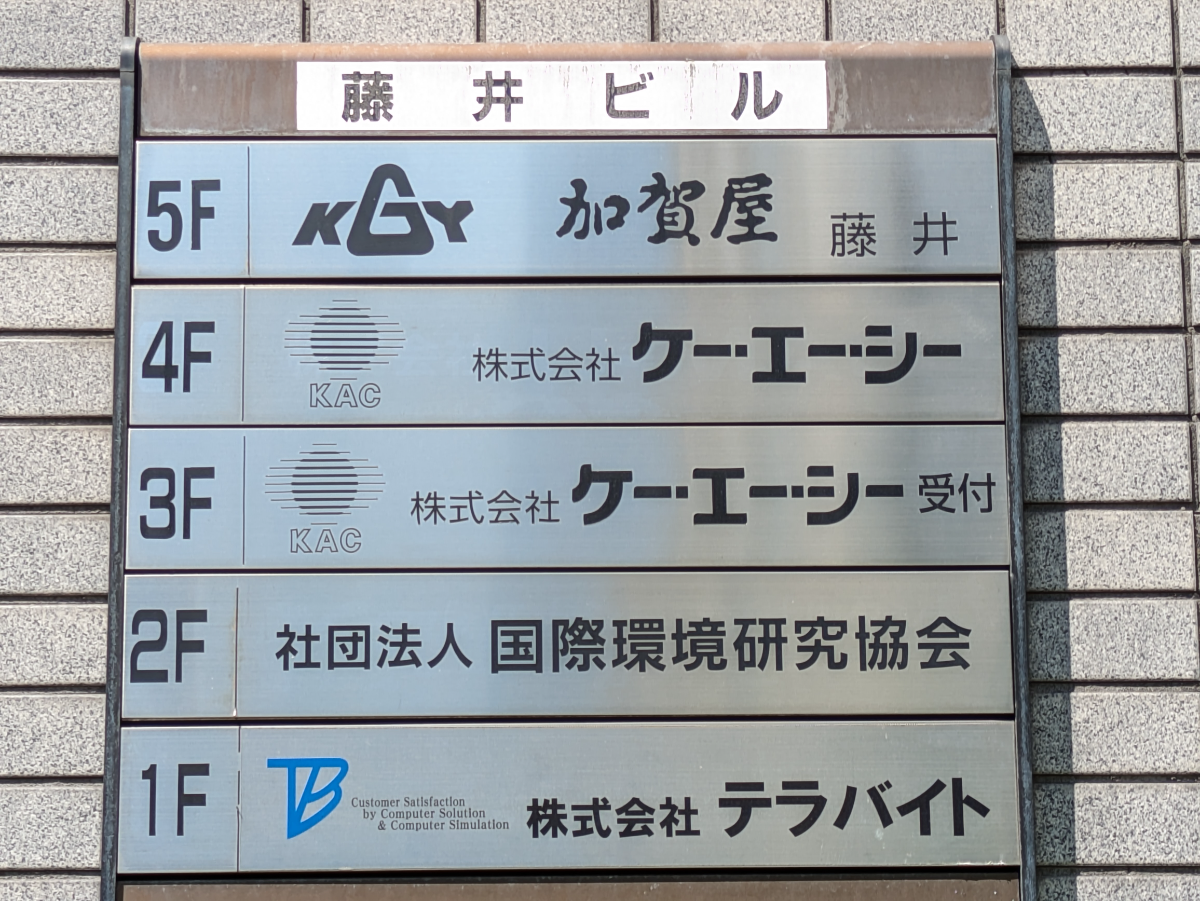 藤井ビル
5F KGY 加賀屋 藤井
4F KAC 株式会社 ケー・エー・シー
3F KAC 株式会社 ケー・エー・シー 受付
2F 社団法人 国際環境研究協会
1F TB Customer Satisfaction
by Computer Solution
& Computer Simulation
株式会社 テラバイト